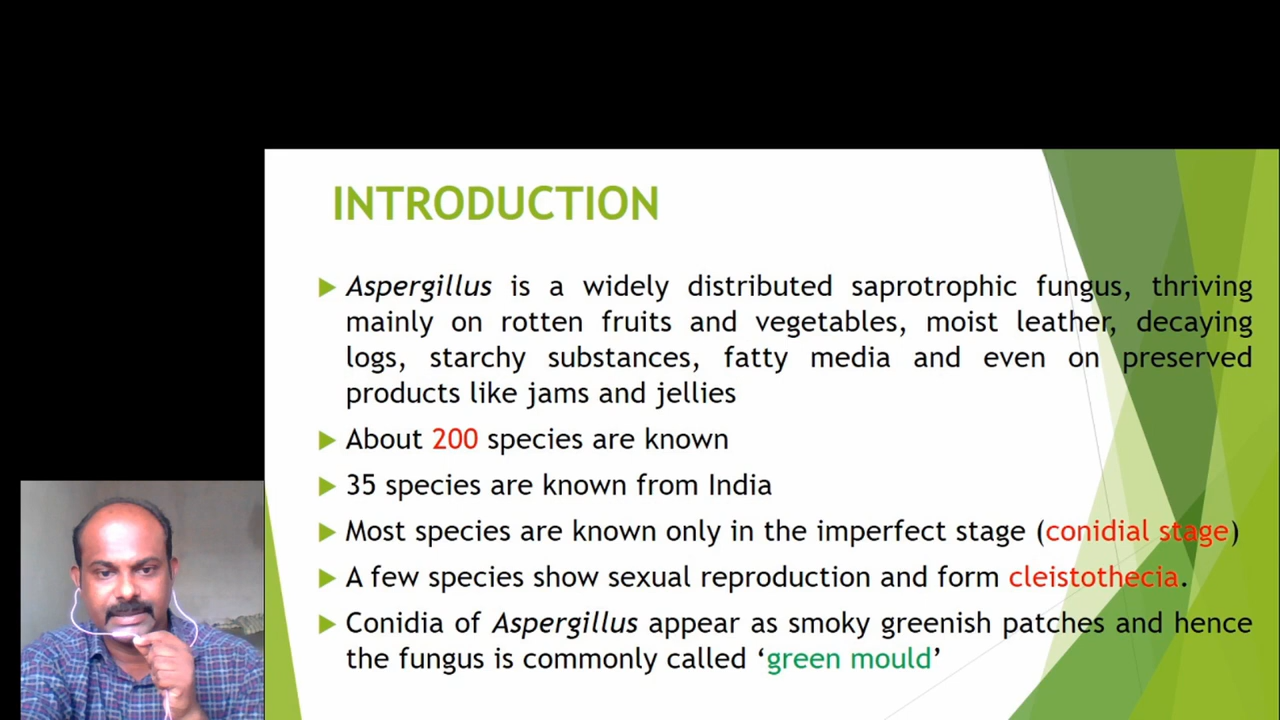 INTRODUCTION
Aspergillus is a widely distributed saprotrophic fungus, thriving
mainly on rotten fruits and vegetables, moist leather, decaying
logs, starchy substances, fatty media and even on preserved
products like jams and jellies
About 200 species are known
35 species are known from India
Most species are known only in the imperfect stage (conidial stage)
A few species show sexual reproduction and form cleistothecia.
Conidia of Aspergillus appear as smoky greenish patches and hence
the fungus is commonly called ‘green mould’